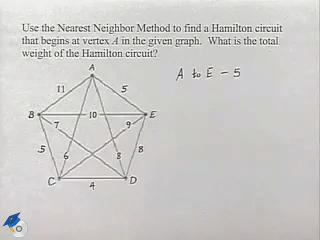 Use the Nearest Neighbor Method to find a Hamilton circuit
that begins at vertex A in the given graph. What is the total
weight of the Hamilton circuit?
A to E - 5
A
11
5
B
10
E
7
9
5
6
8
8
C
4
D